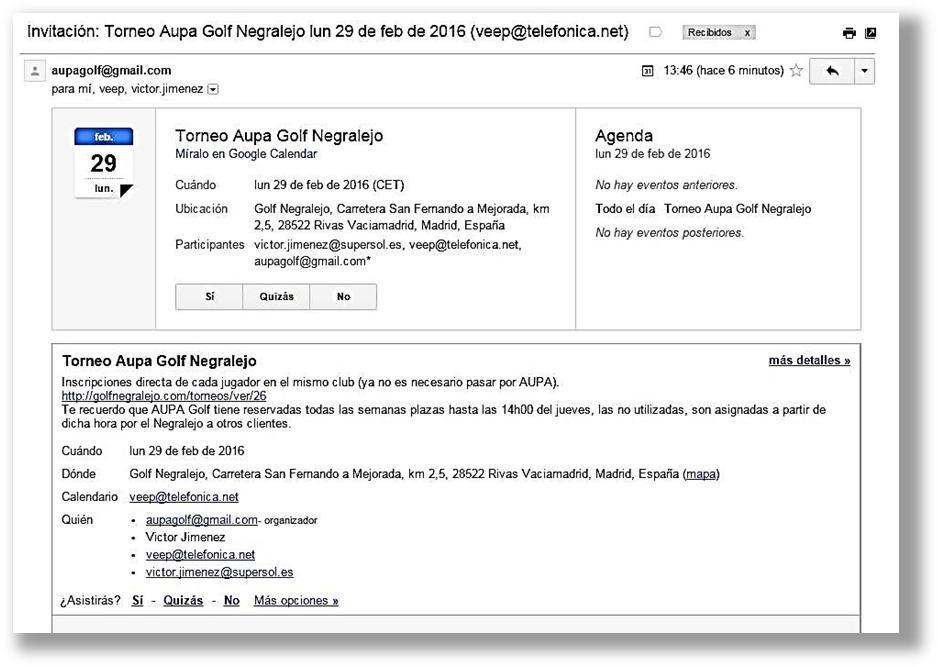 Invitación: Torneo Aupa Golf Negralejo lun 29 de feb de 2016 (veep@telefonica.net) Recibidos x
aupagolf@gmail.com 31 13:46 (hace 6 minutos)
para mí, veep, victor.jimenez
feb.
29
lun.
Torneo Aupa Golf Negralejo
Míralo en Google Calendar
Cuándo lun 29 de feb de 2016 (CET)
Ubicación Golf Negralejo, Carretera San Fernando a Mejorada, km
2,5, 28522 Rivas Vaciamadrid, Madrid, España
Participantes victor.jimenez@supersol.es, veep@telefonica.net,
aupagolf@gmail.com*
Sí Quizás No
Agenda
lun 29 de feb de 2016
No hay eventos anteriores.
Todo el día Torneo Aupa Golf Negralejo
No hay eventos posteriores.
Torneo Aupa Golf Negralejo más detalles »
Inscripciones directa de cada jugador en el mismo club (ya no es necesario pasar por AUPA).
http://golfnegralejo.com/torneos/ver/26
Te recuerdo que AUPA Golf tiene reservadas todas las semanas plazas hasta las 14h00 del jueves, las no utilizadas, son asignadas a partir de
dicha hora por el Negralejo a otros clientes.
Cuándo lun 29 de feb de 2016
Dónde Golf Negralejo, Carretera San Fernando a Mejorada, km 2,5, 28522 Rivas Vaciamadrid, Madrid, España (mapa)
Calendario veep@telefonica.net
Quién • aupagolf@gmail.com- organizador
• Victor Jimenez
• veep@telefonica.net
• victor.jimenez@supersol.es
¿Asistirás? Sí - Quizás - No Más opciones »